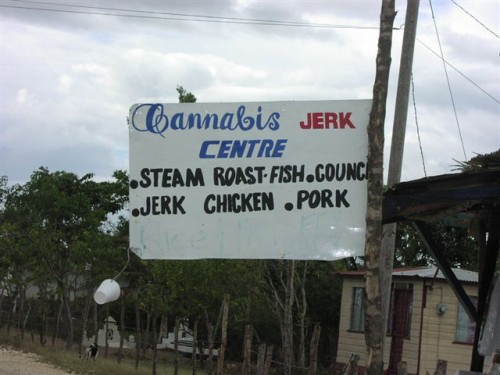 Cannabis JERK
CENTRE
.STEAM ROAST-FISH.COUNC
.JERK CHICKEN .PORK